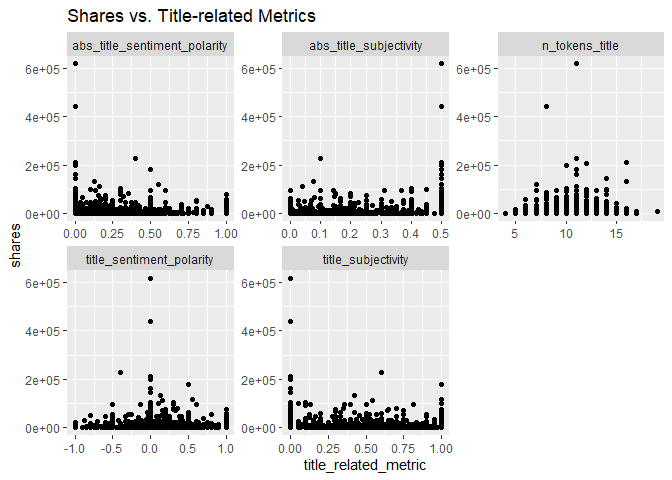 Shares vs. Title-related Metrics
abs_title_sentiment_polarity
abs_title_subjectivity
n_tokens_title
6e+05
4e+05
2e+05
0e+00
0.00 0.25 0.50 0.75 1.00
6e+05
4e+05
2e+05
0e+00
0.0 0.1 0.2 0.3 0.4 0.5
6e+05
4e+05
2e+05
0e+00
5 10 15
shares
title_sentiment_polarity
title_subjectivity
6e+05
4e+05
2e+05
0e+00
-1.0 -0.5 0.0 0.5 1.0
6e+05
4e+05
2e+05
0e+00
0.00 0.25 0.50 0.75 1.00
title_related_metric